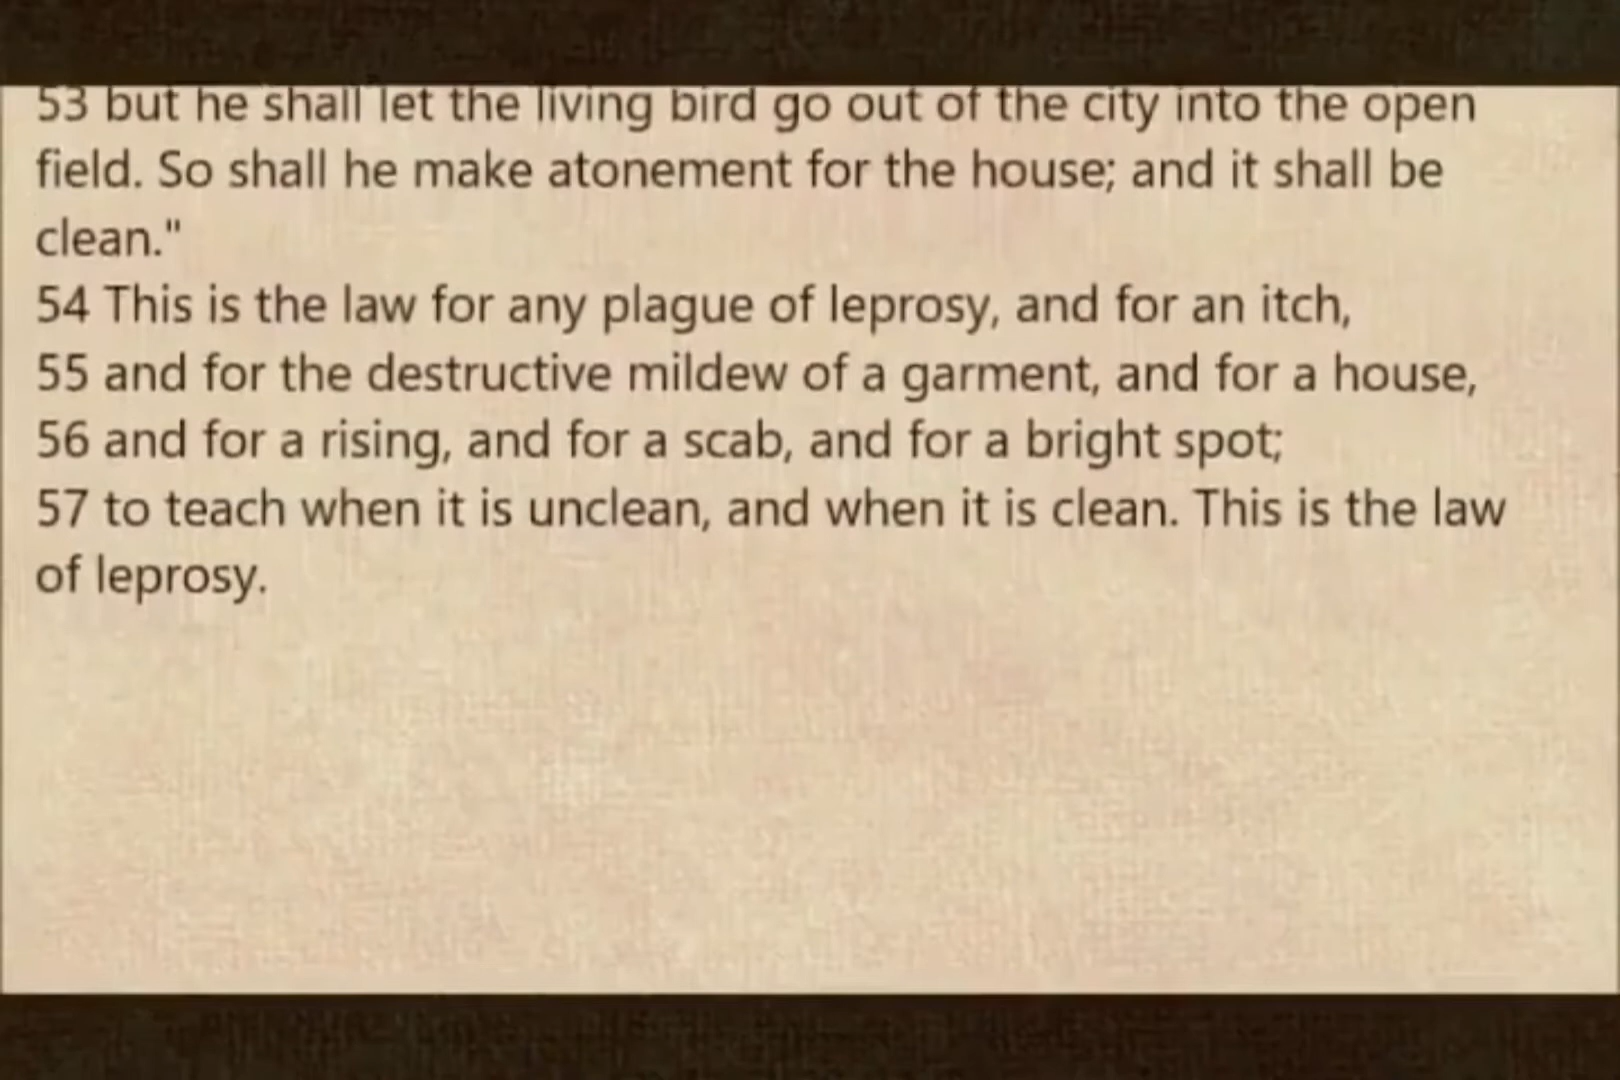 53 but he shall let the living bird go out of the city into the open
field. So shall he make atonement for the house; and it shall be
clean."
54 This is the law for any plague of leprosy, and for an itch,
55 and for the destructive mildew of a garment, and for a house,
56 and for a rising, and for a scab, and for a bright spot;
57 to teach when it is unclean, and when it is clean. This is the law
of leprosy.